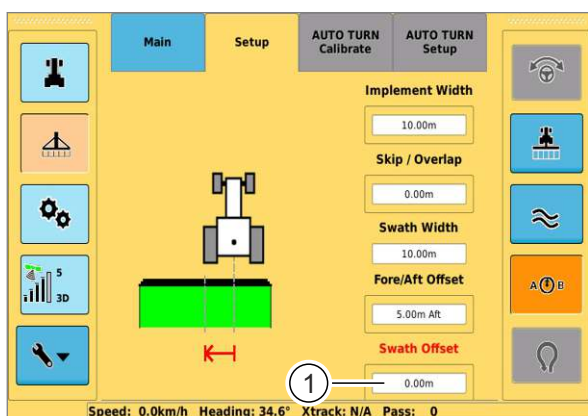 Main
Setup
AUTO TURN
Calibrate
AUTO TURN
Setup
Implement Width
10.00m
Skip / Overlap
0.00m
Swath Width
10.00m
Fore/Aft Offset
5.00m Aft
Swath Offset
1
0.00m
5
3D
A B
Speed: 0.0km/h Heading: 34.6° Xtrack: N/A Pass: 0